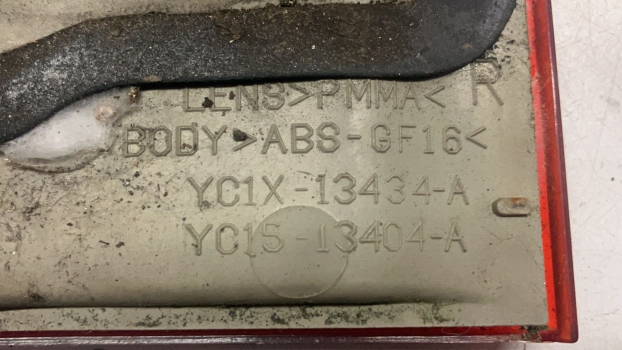 LENS>PMMA< R
BODY>ABS-GF16<
YC1X-13434-A
YC15-13404-A